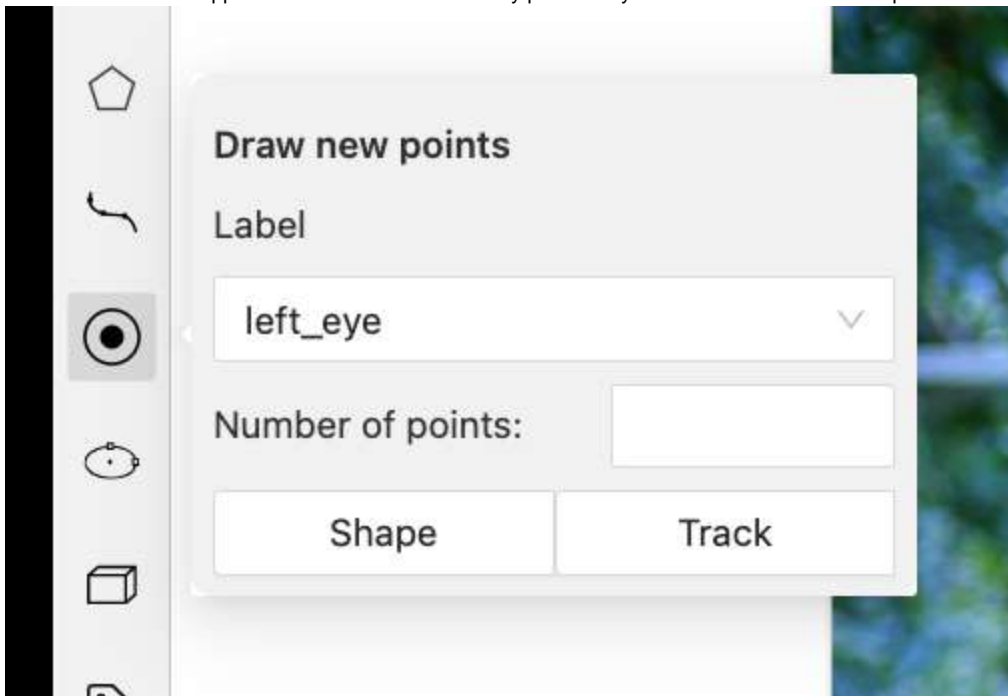 Draw new points
Label
left_eye
Number of points:
Shape Track